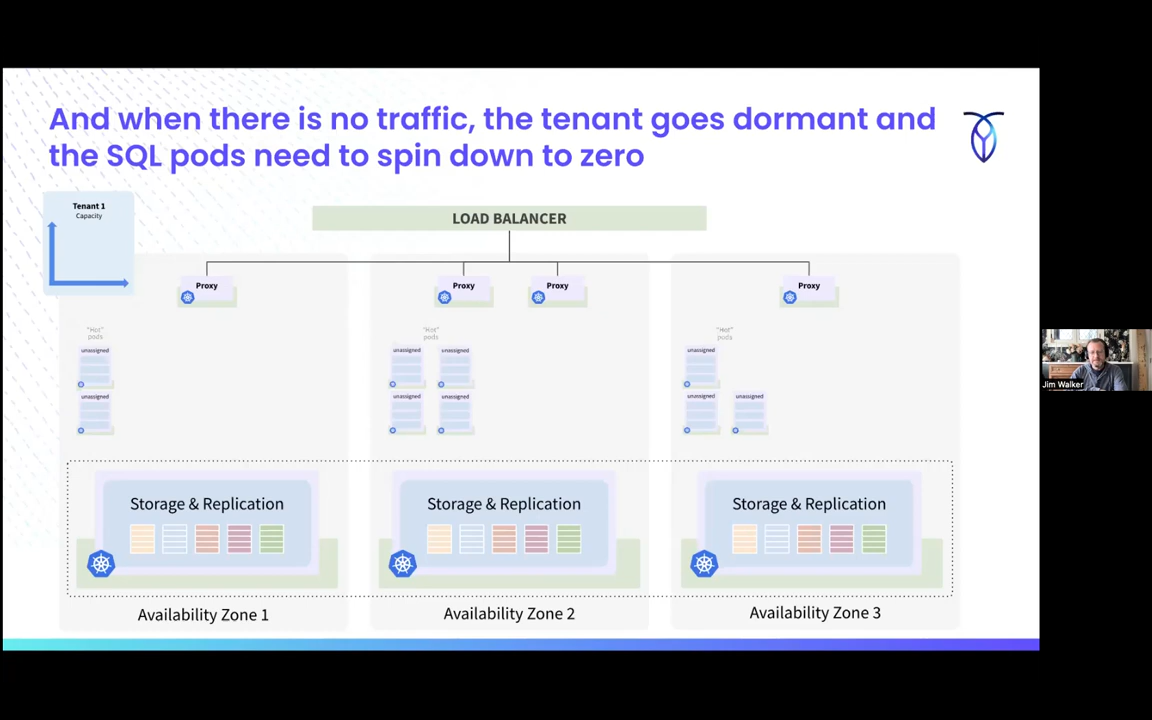 And when there is no traffic, the tenant goes dormant and
the SQL pods need to spin down to zero
Tenant 1
Capacity
LOAD BALANCER
Proxy
Proxy
Proxy
Proxy
"Hot"
pods
"Hot"
pods
"Hot"
pods
unassigned
unassigned
unassigned
unassigned
unassigned
unassigned
unassigned
unassigned
unassigned
Jim Walker
Storage & Replication
Storage & Replication
Storage & Replication
Availability Zone 1
Availability Zone 2
Availability Zone 3